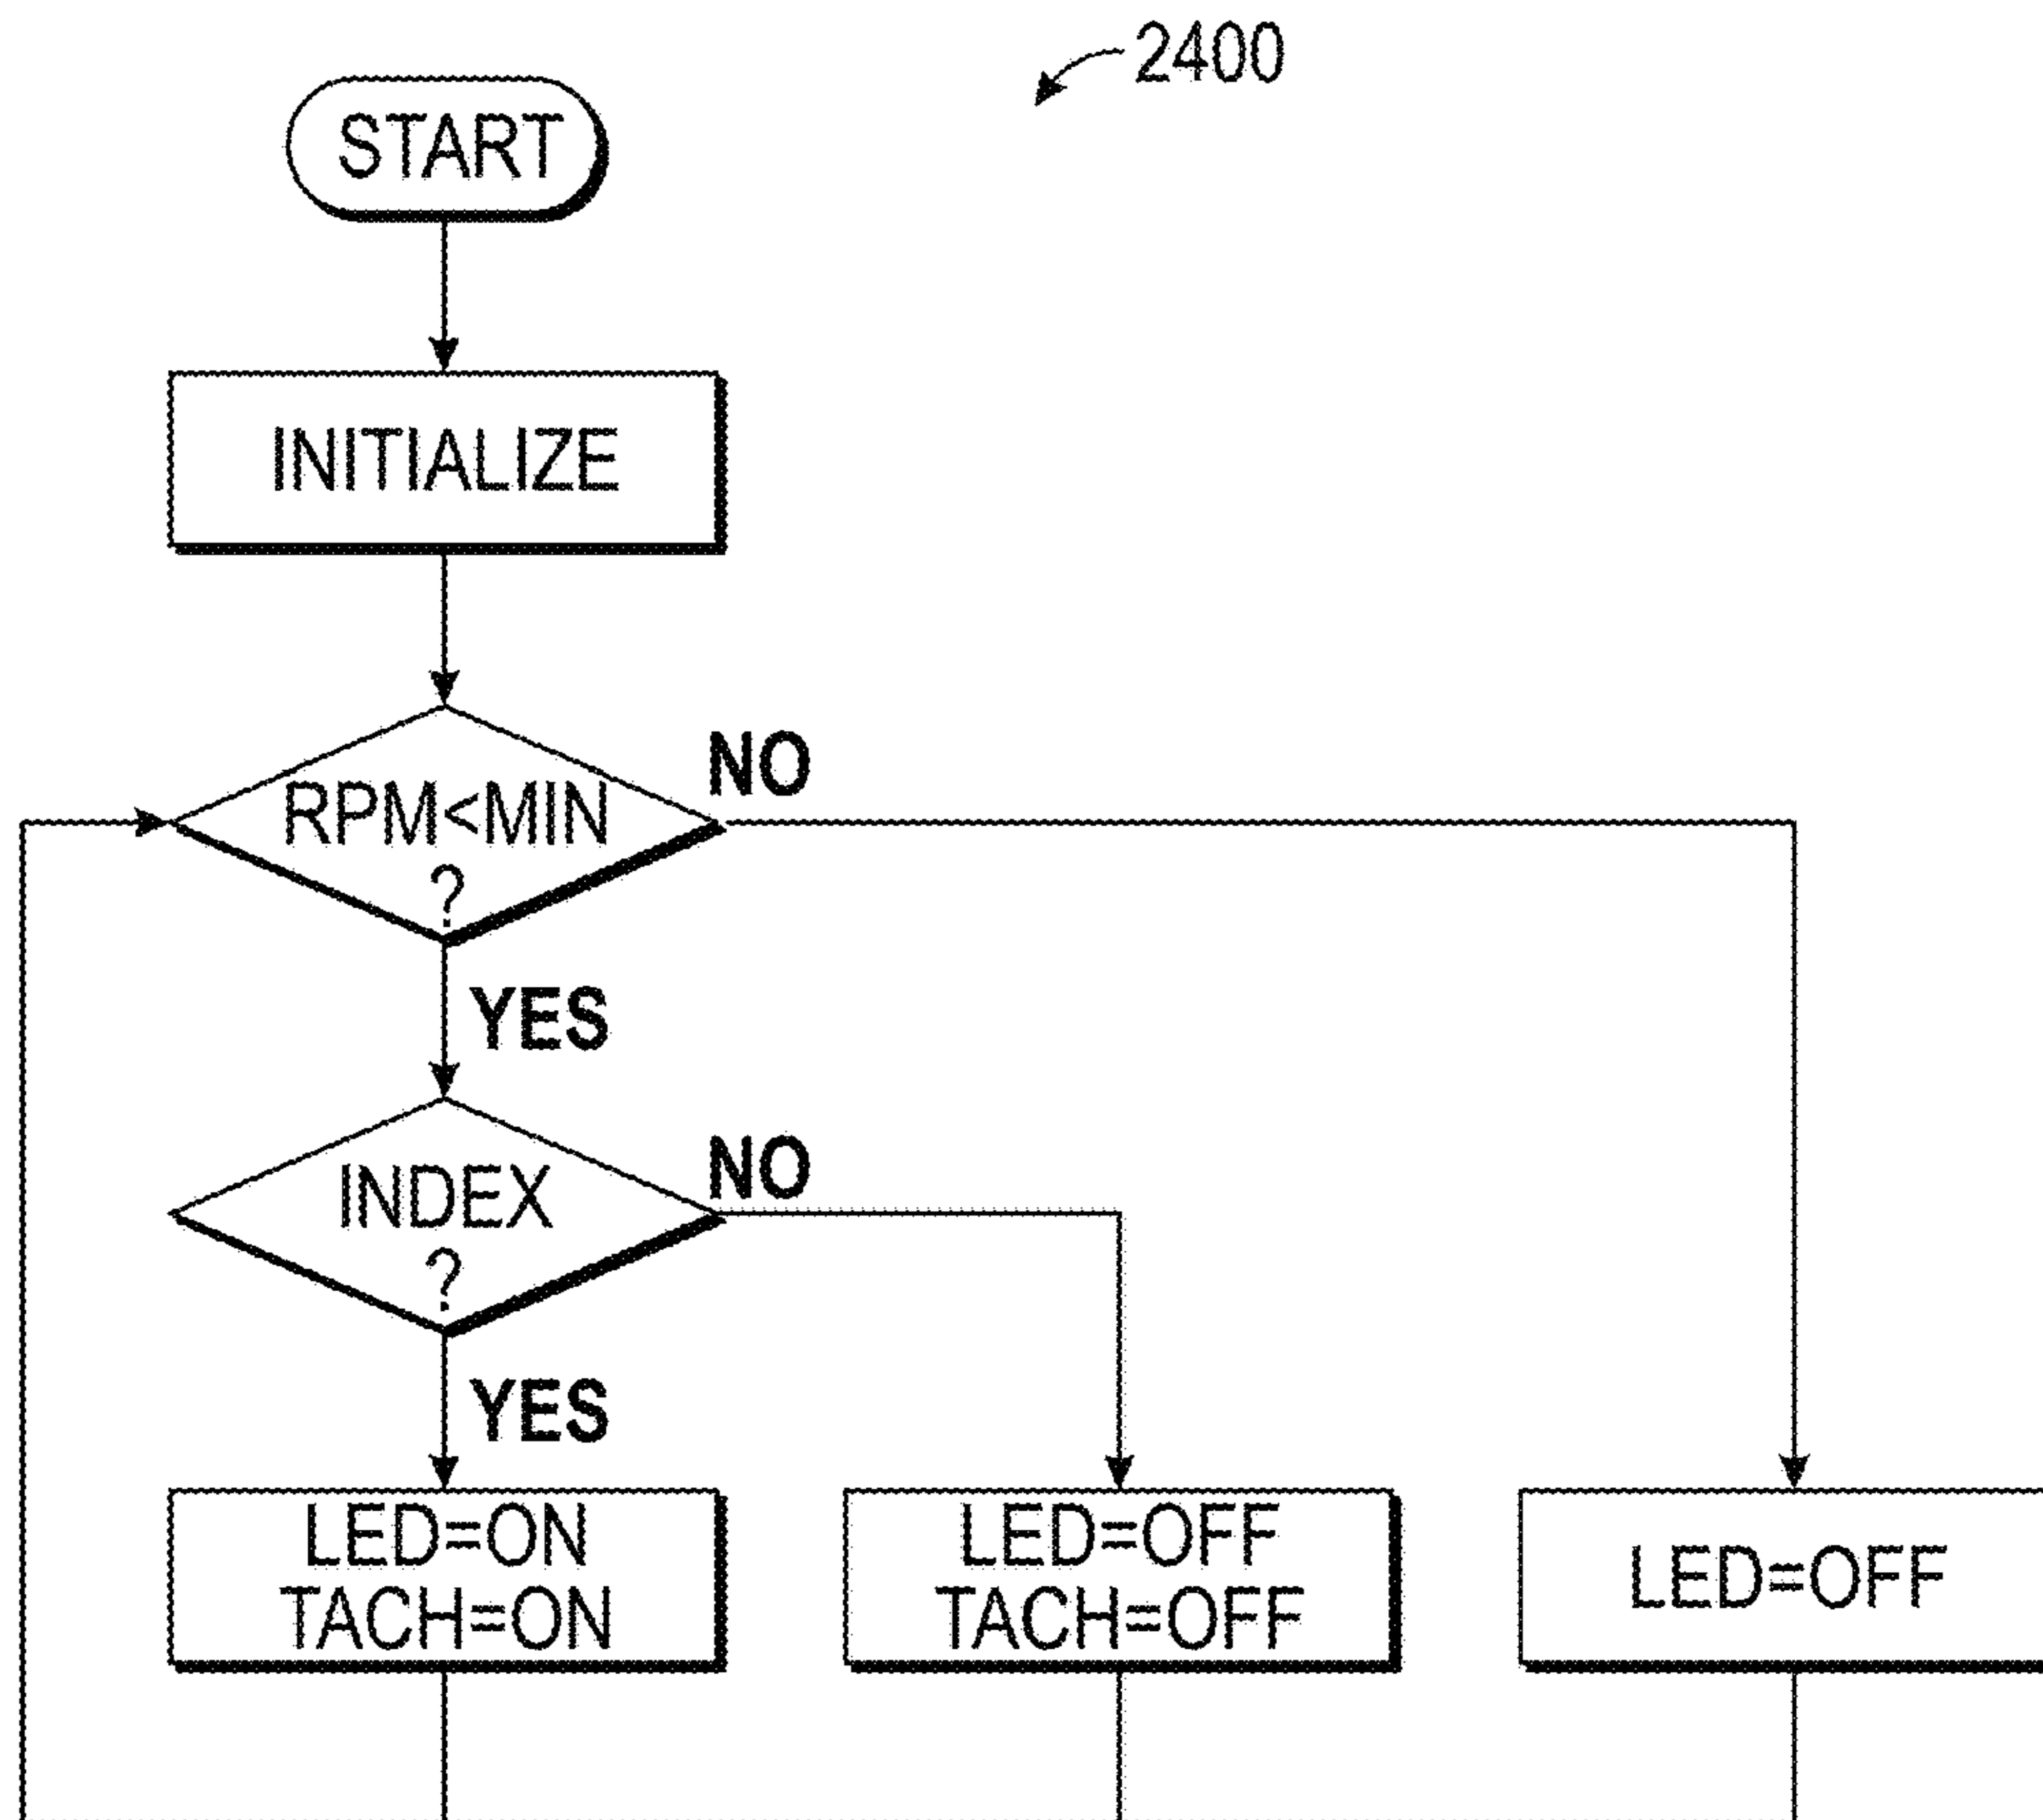 2400
START
INITIALIZE
RPM<MIN
?
NO
YES
INDEX
?
NO
YES
LED=ON
TACH=ON
LED=OFF
TACH=OFF
LED=OFF